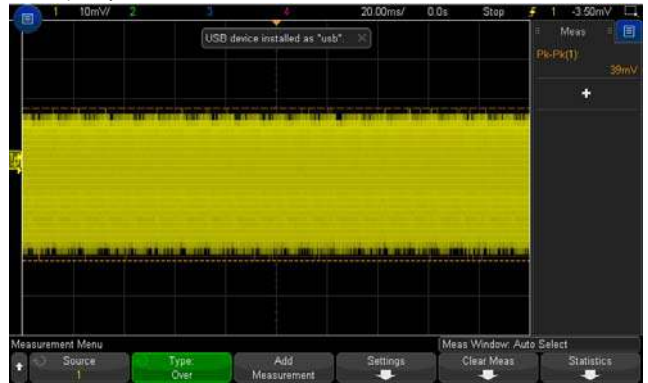 1 10mV/ 2 3 4 20.00ms/ 0.0s Stop 1 -3.50mV
USB device installed as "usb".
Meas
Pk-Pk(1):
39mV
Measurement Menu
Meas Window: Auto Select
Source
1
Type:
Over
Add
Measurement
Settings
Clear Meas
Statistics